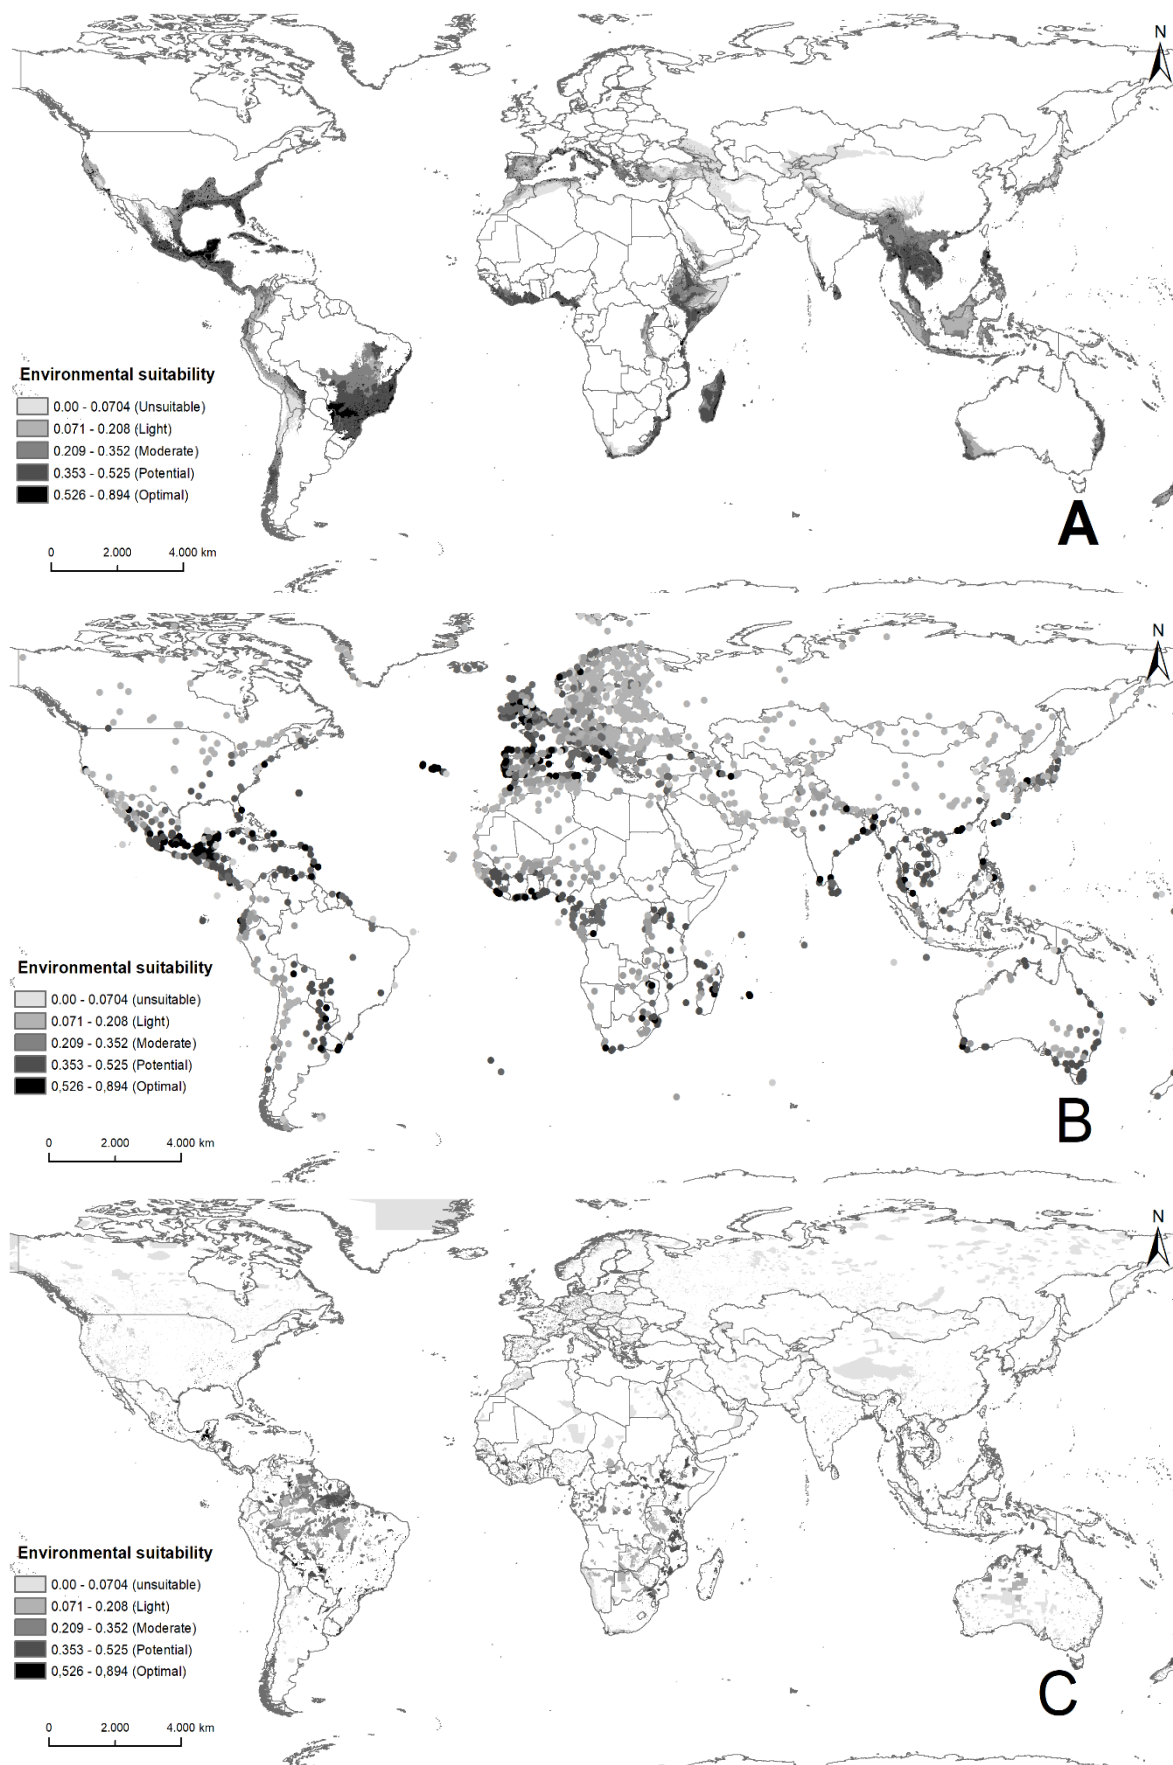 N
Environmental suitability
0.00 - 0.0704 (Unsuitable)
0.071 - 0.208 (Light)
0.209 - 0.352 (Moderate)
0.353 - 0.525 (Potential)
0.526 - 0.894 (Optimal)
0 2.000 4.000 km
A
N
Environmental suitability
0.00 - 0.0704 (unsuitable)
0.071 - 0.208 (Light)
0.209 - 0.352 (Moderate)
0.353 - 0.525 (Potential)
0,526 - 0,894 (Optimal)
0 2.000 4.000 km
B
N
Environmental suitability
0.00 - 0.0704 (unsuitable)
0.071 - 0.208 (Light)
0.209 - 0.352 (Moderate)
0.353 - 0.525 (Potential)
0,526 - 0,894 (Optimal)
0 2.000 4.000 km
C